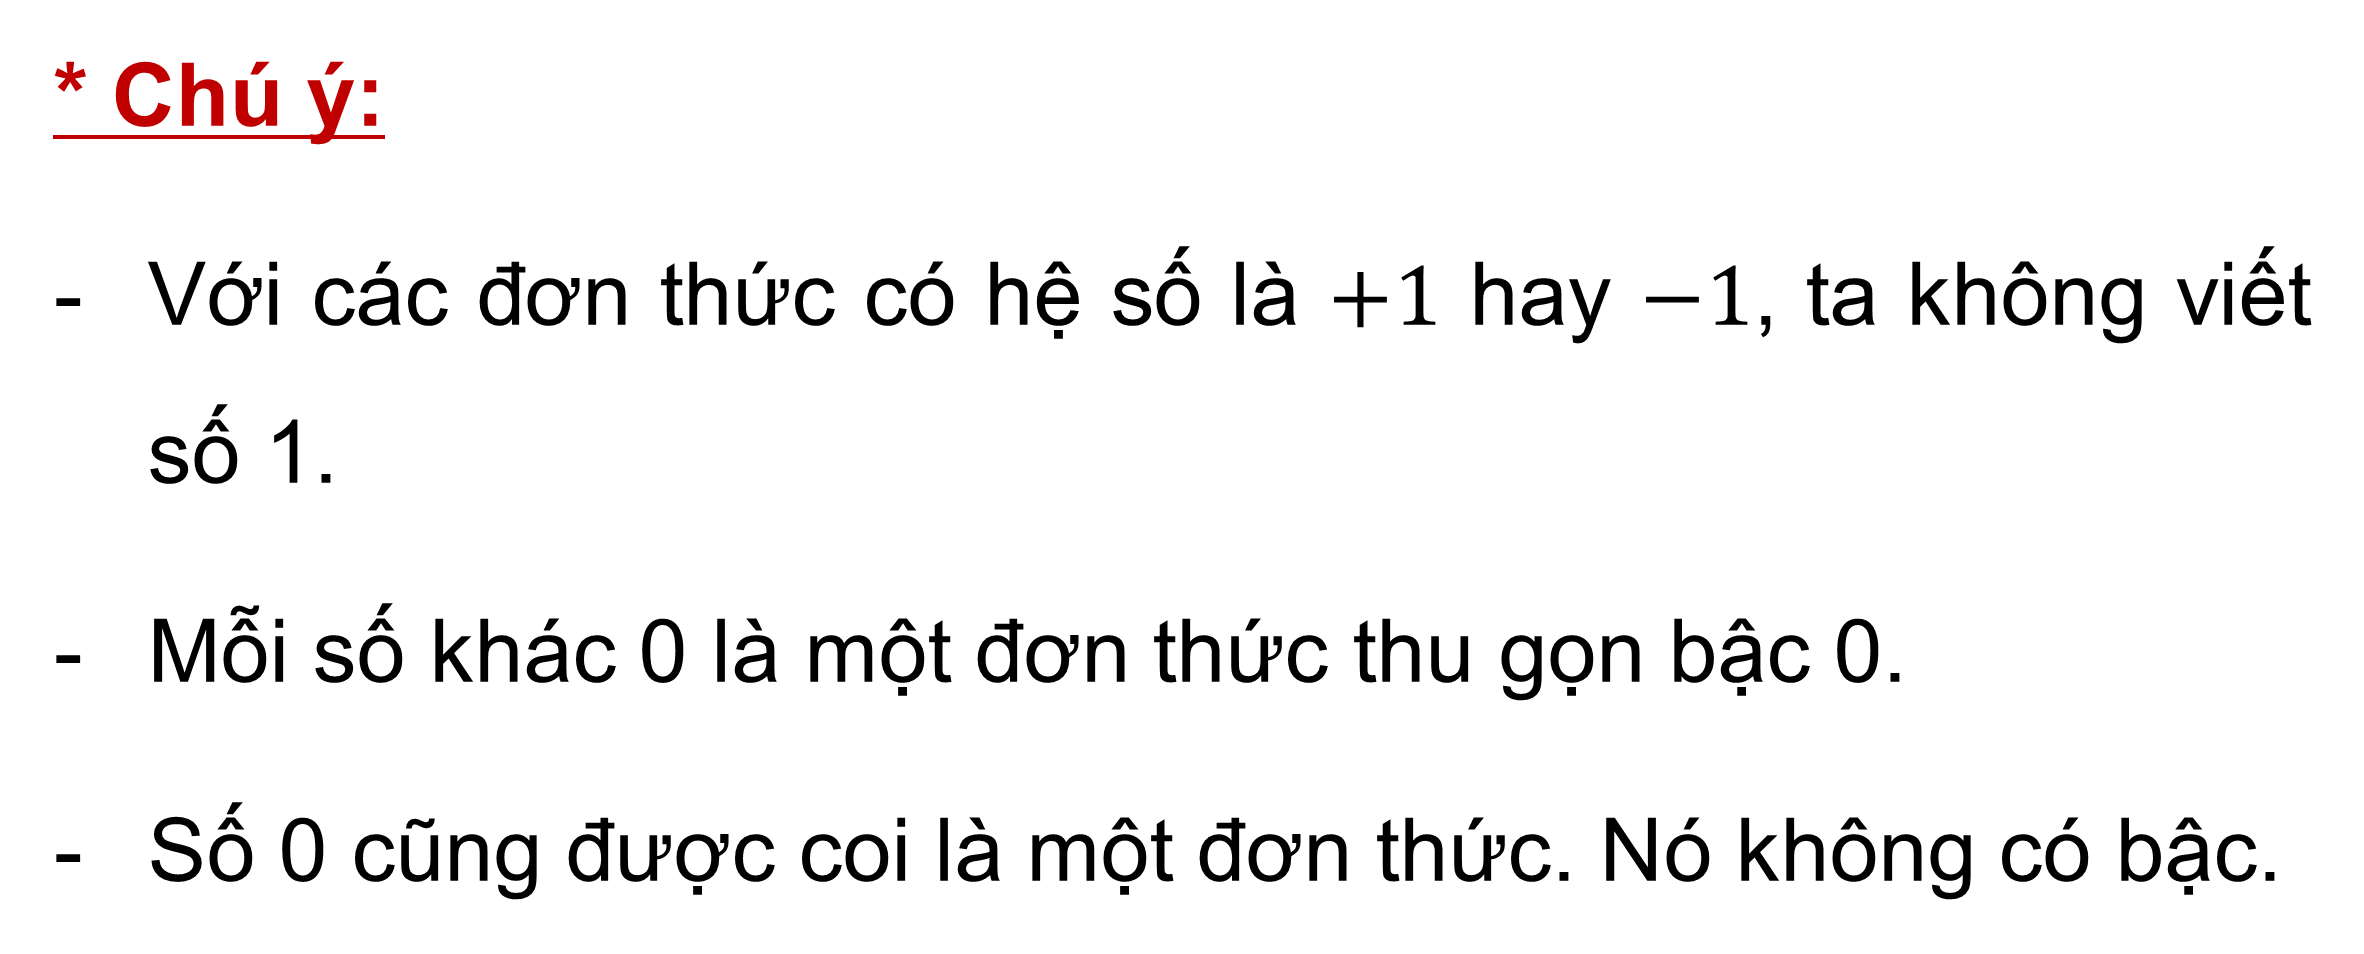 * Chú ý:
- Với các đơn thức có hệ số là +1 hay −1, ta không viết
số 1.
- Mỗi số khác 0 là một đơn thức thu gọn bậc 0.
- Số 0 cũng được coi là một đơn thức. Nó không có bậc.